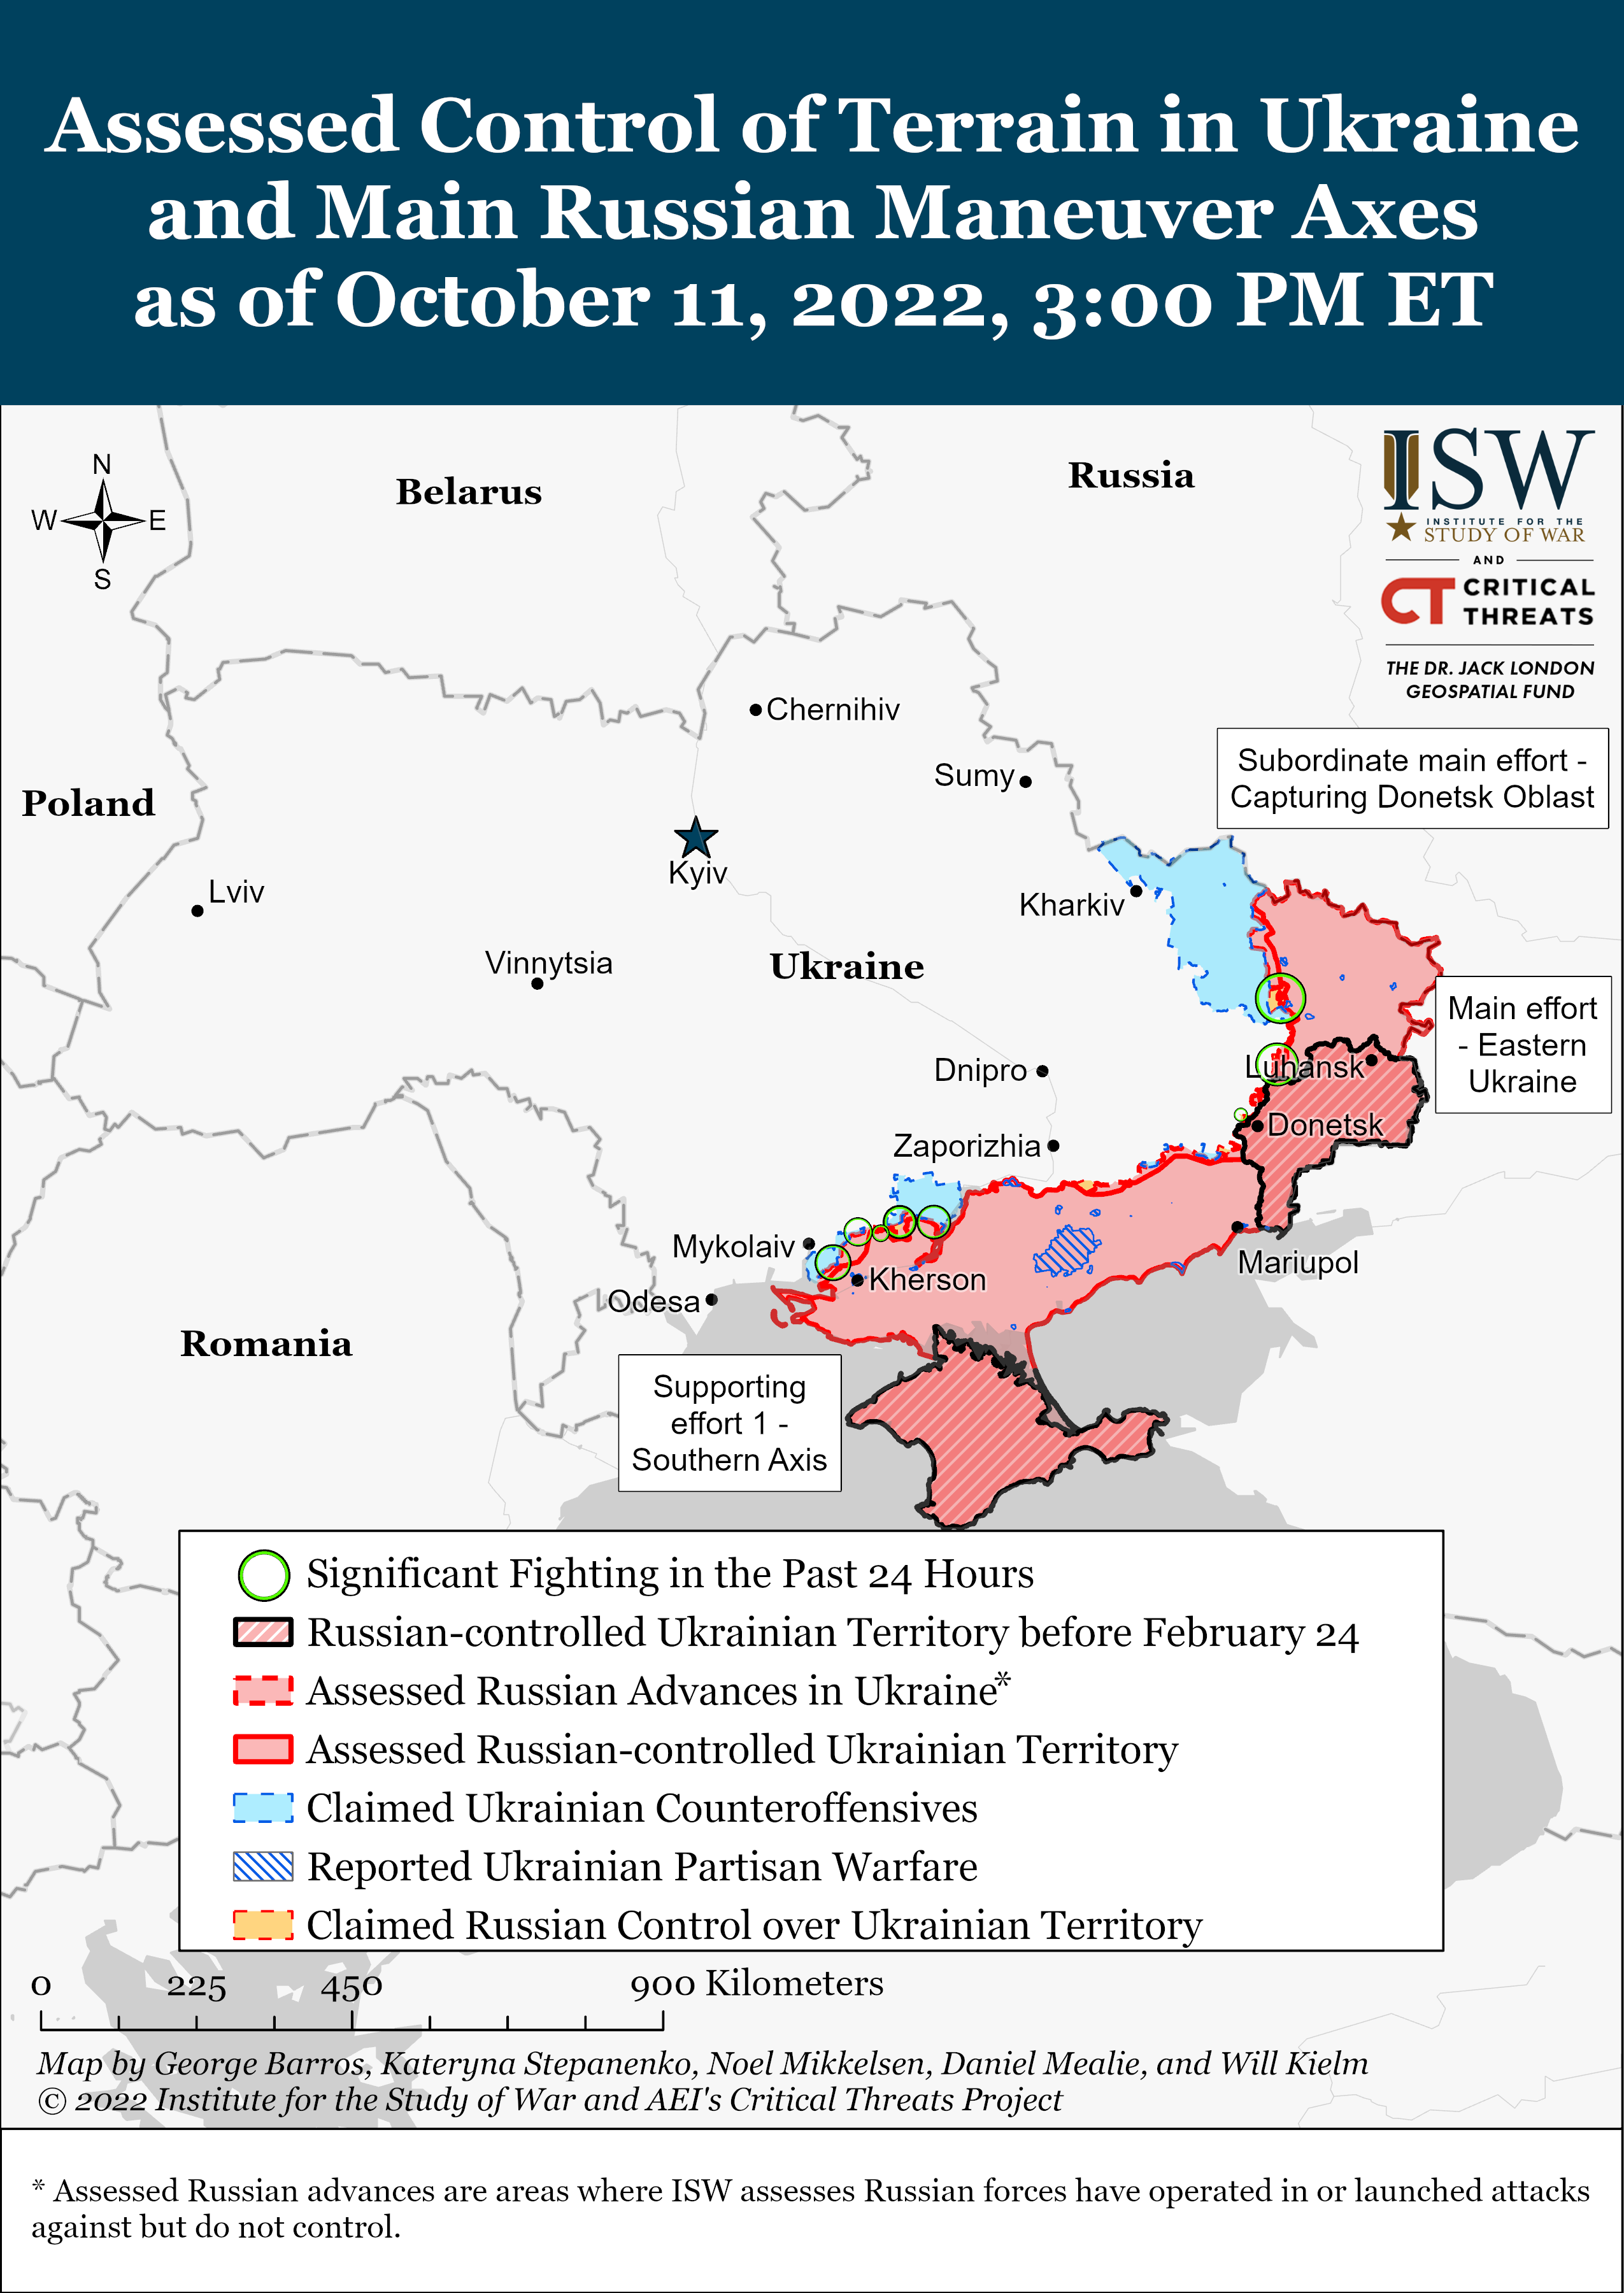 Assessed Control of Terrain in Ukraine
and Main Russian Maneuver Axes
as of October 11, 2022, 3:00 PM ET
N
W
E
S
Belarus
Russia
ISW
INSTITUTE FOR THE
STUDY OF WAR
AND
CT CRITICAL
THREATS
THE DR. JACK LONDON
GEOSPATIAL FUND
Chernihiv
Subordinate main effort -
Capturing Donetsk Oblast
Sumy
Poland
Kyiv
Lviv
Kharkiv
Vinnytsia
Ukraine
Main effort
- Eastern
Ukraine
Dnipro
Luhansk
Donetsk
Zaporizhia
Mykolaiv
Mariupol
Kherson
Odesa
Romania
Supporting
effort 1 -
Southern Axis
Significant Fighting in the Past 24 Hours
Russian-controlled Ukrainian Territory before February 24
Assessed Russian Advances in Ukraine*
Assessed Russian-controlled Ukrainian Territory
Claimed Ukrainian Counteroffensives
Reported Ukrainian Partisan Warfare
Claimed Russian Control over Ukrainian Territory
0 225 450 900 Kilometers
Map by George Barros, Kateryna Stepanenko, Noel Mikkelsen, Daniel Mealie, and Will Kielm
© 2022 Institute for the Study of War and AEI's Critical Threats Project
* Assessed Russian advances are areas where ISW assesses Russian forces have operated in or launched attacks
against but do not control.